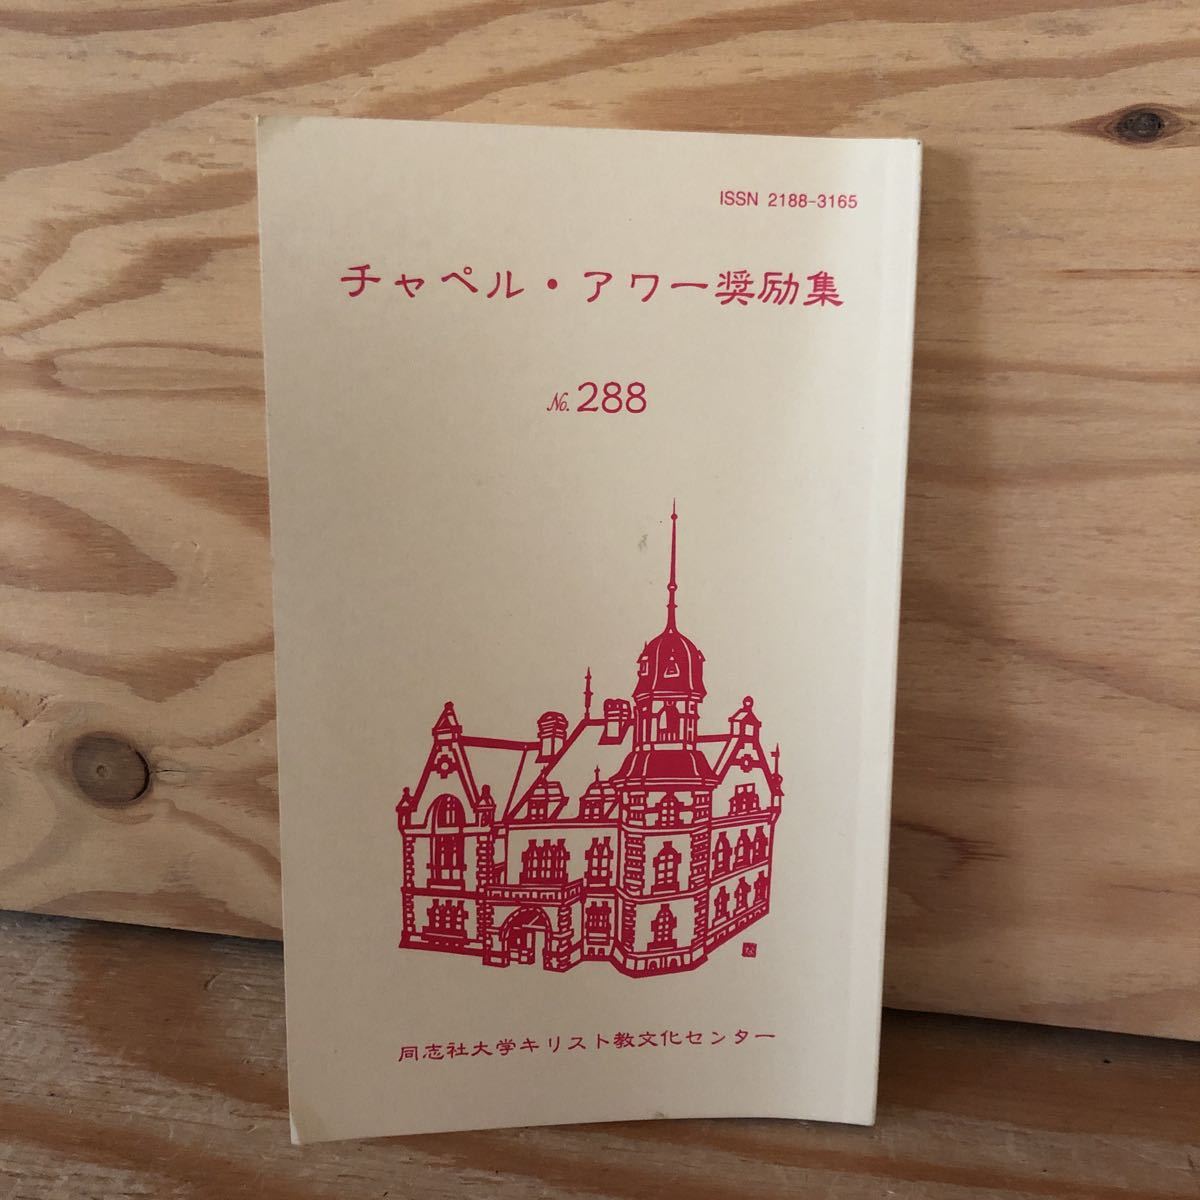 ISSN 2188-3165
チャペル・アワー奨励集
No. 288
同志社大学キリスト教文化センター